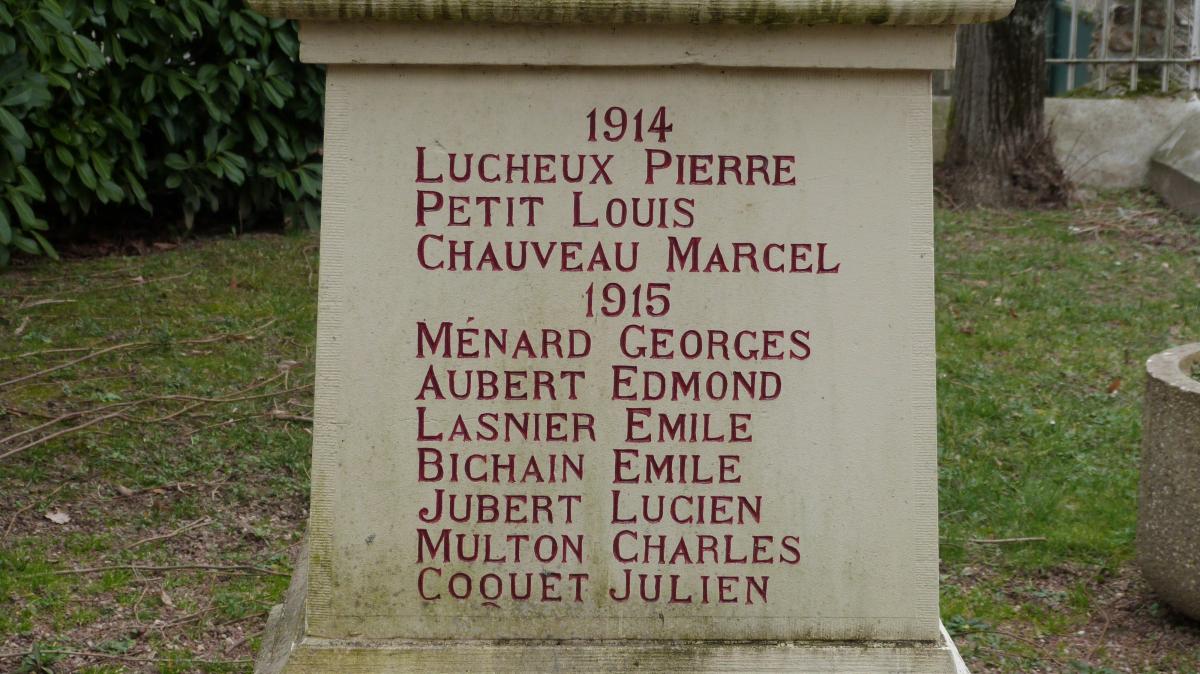 1914
LUCHEUX PIERRE
PETIT LOUIS
CHAUVEAU MARCEL
1915
MÉNARD GEORGES
AUBERT EDMOND
LASNIER EMILE
BICHAIN EMILE
JUBERT LUCIEN
MULTON CHARLES
COQUET JULIEN